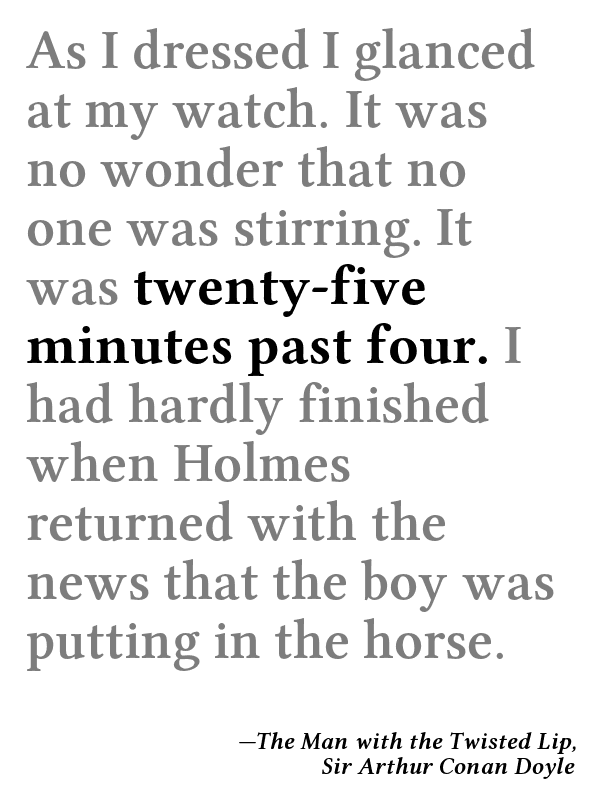 As I dressed I glanced
at my watch. It was
no wonder that no
one was stirring. It
was twenty-five
minutes past four. I
had hardly finished
when Holmes
returned with the
news that the boy was
putting in the horse.
—The Man with the Twisted Lip,
Sir Arthur Conan Doyle